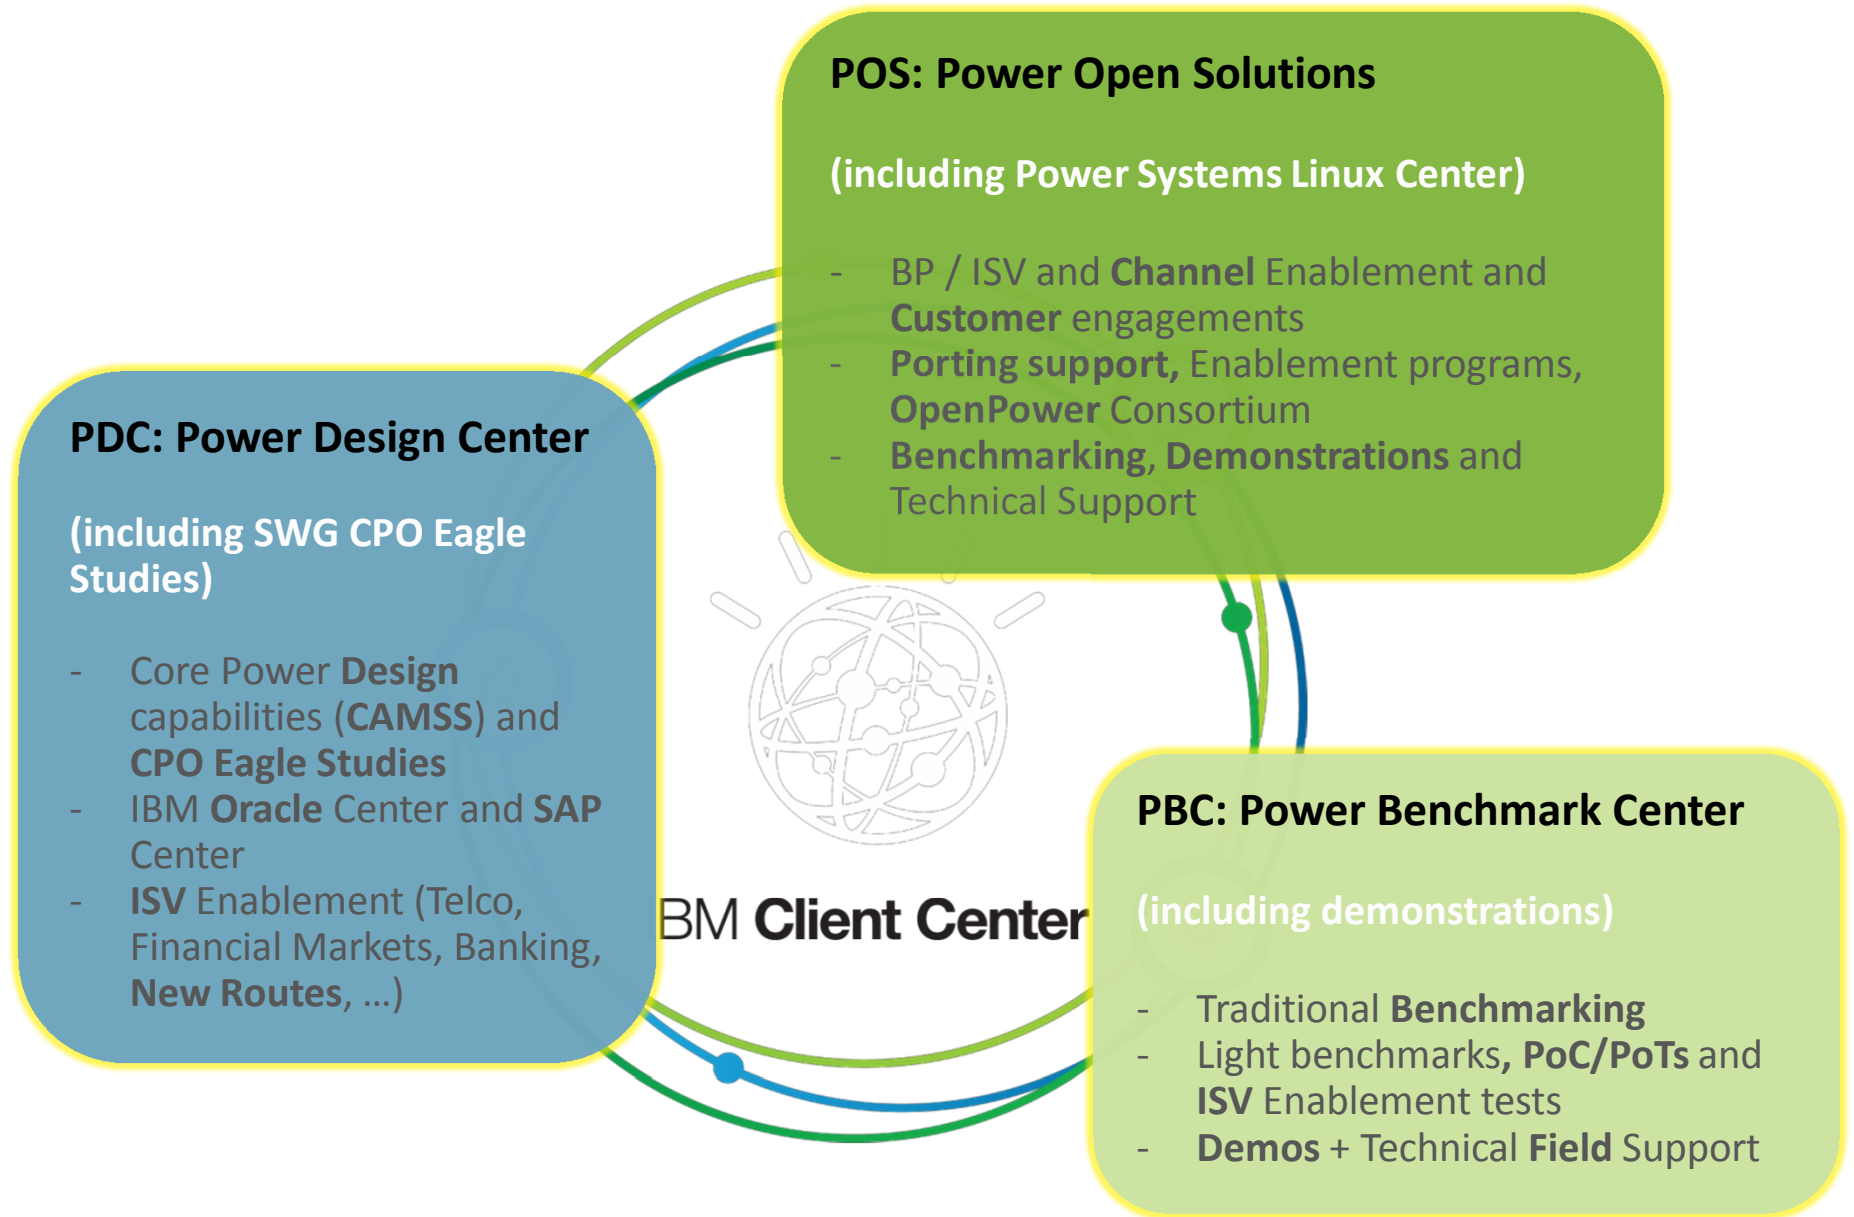 POS: Power Open Solutions
(including Power Systems Linux Center)
- BP / ISV and Channel Enablement and
Customer engagements
- Porting support, Enablement programs,
OpenPower Consortium
- Benchmarking, Demonstrations and
Technical Support
PDC: Power Design Center
(including SWG CPO Eagle
Studies)
- Core Power Design
capabilities (CAMSS) and
CPO Eagle Studies
- IBM Oracle Center and SAP
Center
- ISV Enablement (Telco,
Financial Markets, Banking,
New Routes, ...)
IBM Client Center
PBC: Power Benchmark Center
(including demonstrations)
- Traditional Benchmarking
- Light benchmarks, PoC/PoTs and
ISV Enablement tests
- Demos + Technical Field Support